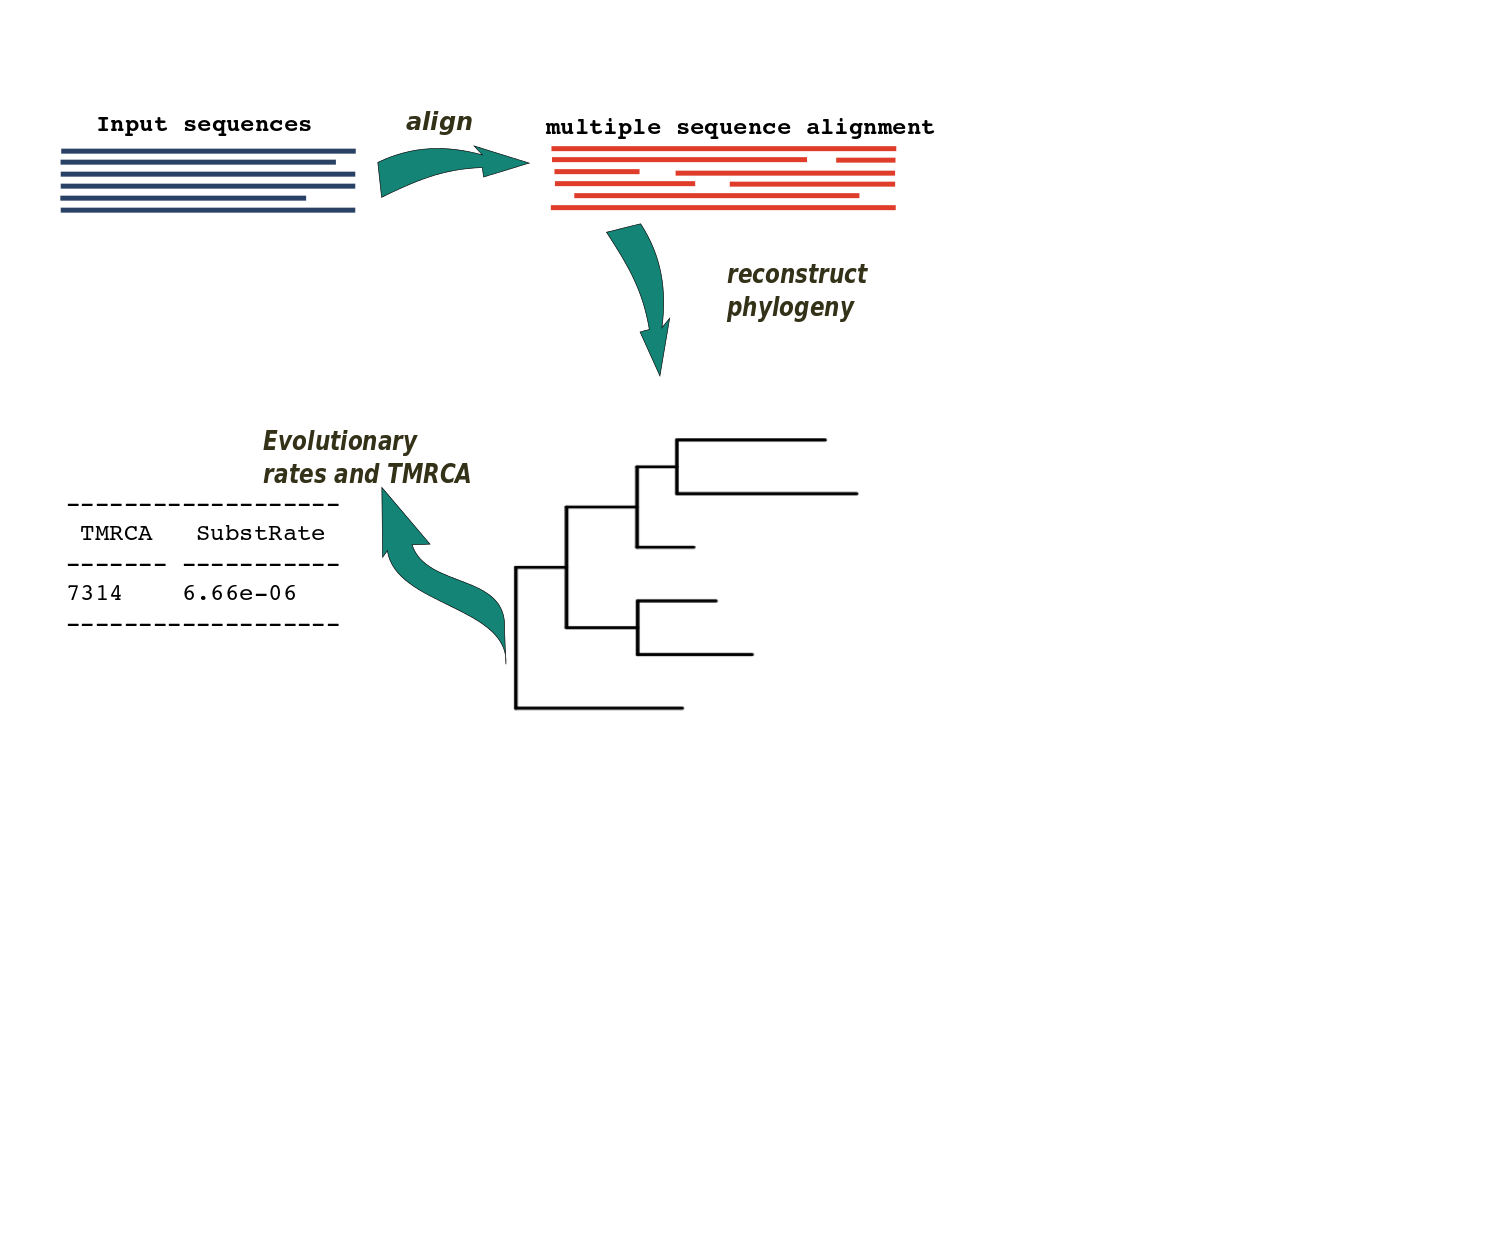 Input sequences
align
multiple sequence alignment
reconstruct
phylogeny
Evolutionary
rates and TMRCA
-------------------
TMRCA SubstRate
------- -----------
7314 6.66e-06
-------------------